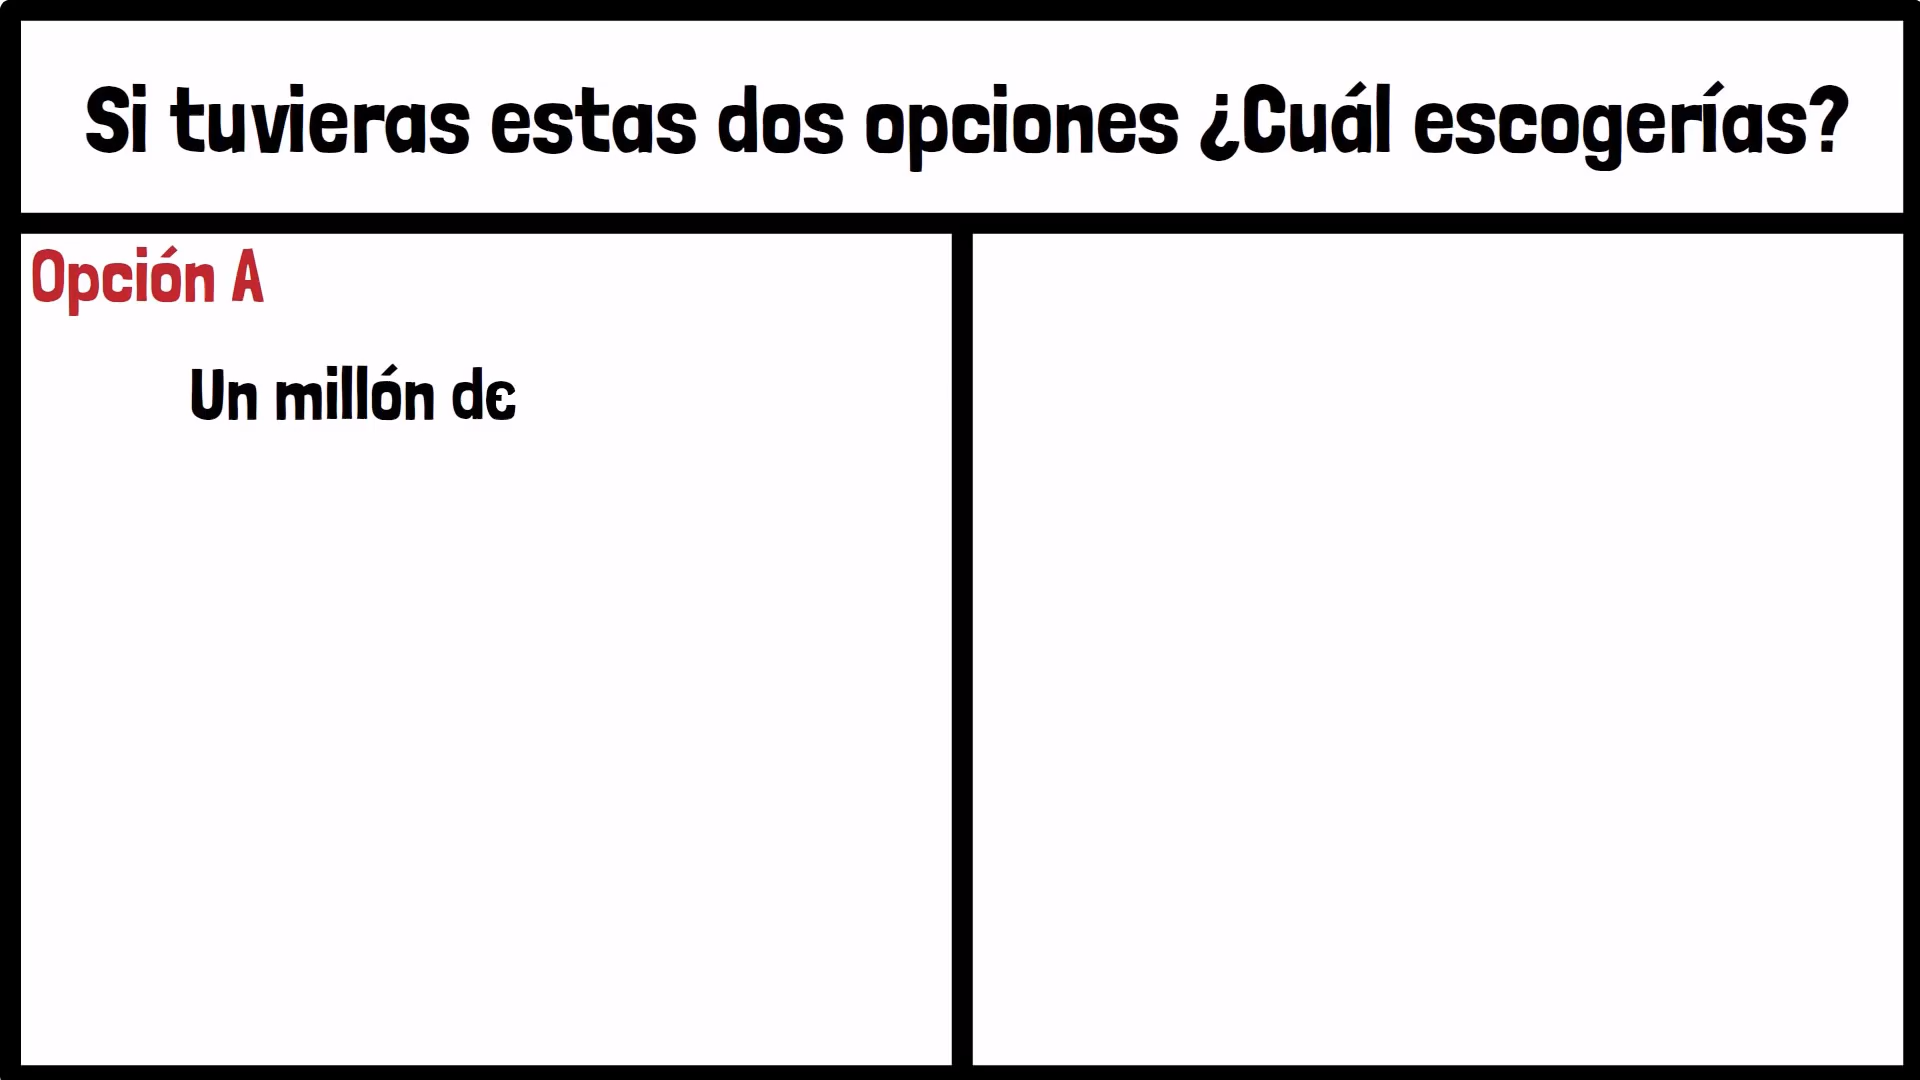 Si tuvieras estas dos opciones ¿Cuál escogerías?
Opción A
Un millón de